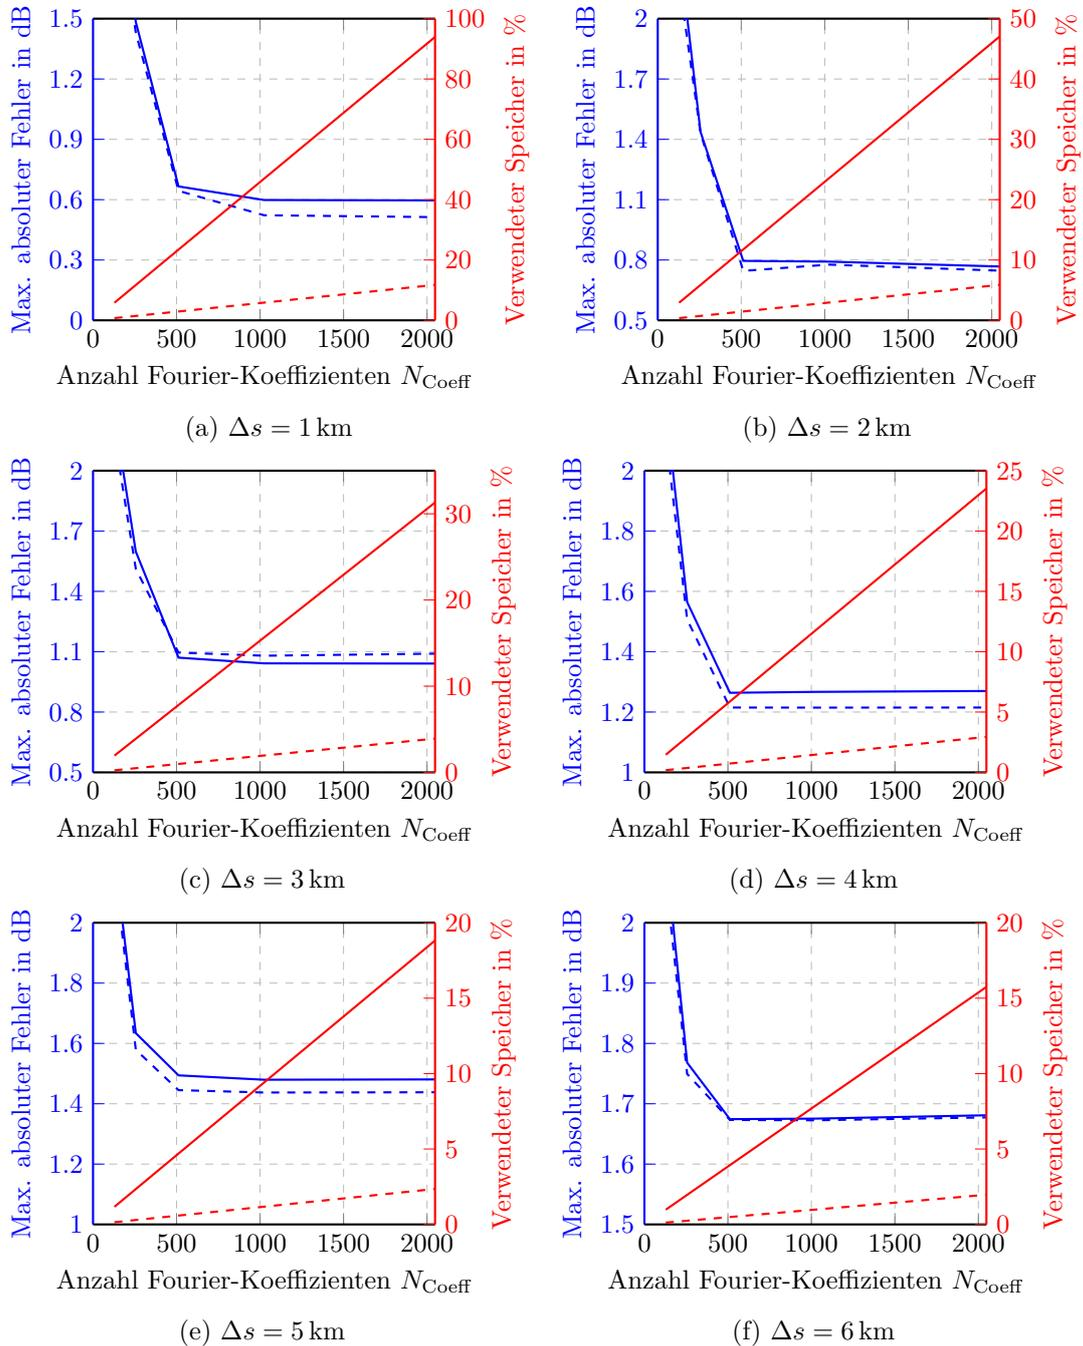 Max. absoluter Fehler in dB
1.5
1.2
0.9
0.6
0.3
0
100
80
60
40
20
0
Verwendeter Speicher in %
0 500 1000 1500 2000
Anzahl Fourier-Koeffizienten N_Coeff
(a) Δs = 1 km
Max. absoluter Fehler in dB
2
1.7
1.4
1.1
0.8
0.5
50
40
30
20
10
0
Verwendeter Speicher in %
0 500 1000 1500 2000
Anzahl Fourier-Koeffizienten N_Coeff
(b) Δs = 2 km
Max. absoluter Fehler in dB
2
1.7
1.4
1.1
0.8
0.5
30
20
10
0
Verwendeter Speicher in %
0 500 1000 1500 2000
Anzahl Fourier-Koeffizienten N_Coeff
(c) Δs = 3 km
Max. absoluter Fehler in dB
2
1.8
1.6
1.4
1.2
1
25
20
15
10
5
0
Verwendeter Speicher in %
0 500 1000 1500 2000
Anzahl Fourier-Koeffizienten N_Coeff
(d) Δs = 4 km
Max. absoluter Fehler in dB
2
1.8
1.6
1.4
1.2
1
20
15
10
5
0
Verwendeter Speicher in %
0 500 1000 1500 2000
Anzahl Fourier-Koeffizienten N_Coeff
(e) Δs = 5 km
Max. absoluter Fehler in dB
2
1.9
1.8
1.7
1.6
1.5
20
15
10
5
0
Verwendeter Speicher in %
0 500 1000 1500 2000
Anzahl Fourier-Koeffizienten N_Coeff
(f) Δs = 6 km